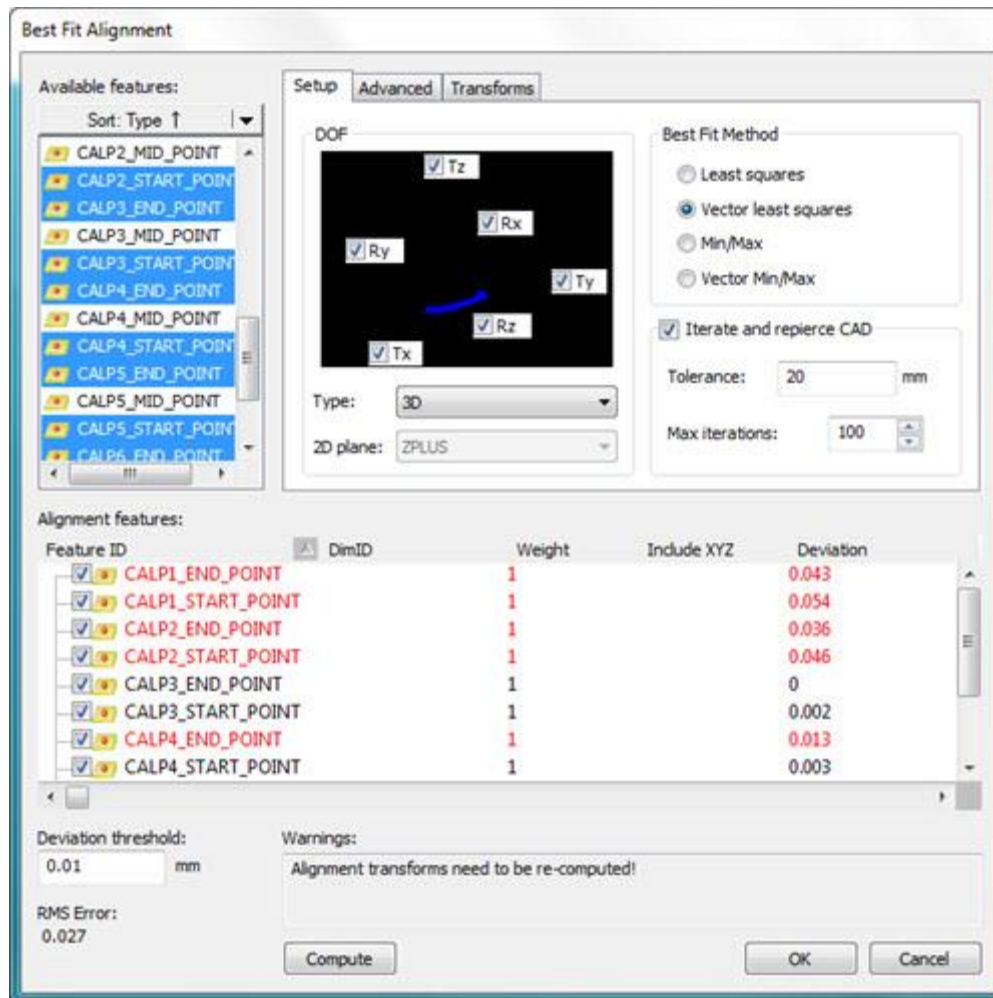 Best Fit Alignment
Available features:
Sort: Type ↑
CALP2_MID_POINT
CALP2_START_POIN
CALP3_END_POINT
CALP3_MID_POINT
CALP3_START_POIN
CALP4_END_POINT
CALP4_MID_POINT
CALP4_START_POIN
CALP5_END_POINT
CALP5_MID_POINT
CALP5_START_POIN
CALP6_END_POINT
Setup Advanced Transforms
DOF
Tz
Rx
Ry
Ty
Rz
Tx
Type: 3D
2D plane: ZPLUS
Best Fit Method
Least squares
Vector least squares
Min/Max
Vector Min/Max
Iterate and repierce CAD
Tolerance: 20 mm
Max iterations: 100
Alignment features:
Feature ID DimID Weight Include XYZ Deviation
CALP1_END_POINT 1 0.043
CALP1_START_POINT 1 0.054
CALP2_END_POINT 1 0.036
CALP2_START_POINT 1 0.046
CALP3_END_POINT 1 0
CALP3_START_POINT 1 0.002
CALP4_END_POINT 1 0.013
CALP4_START_POINT 1 0.003
Deviation threshold:
0.01 mm
RMS Error:
0.027
Warnings:
Alignment transforms need to be re-computed!
Compute OK Cancel